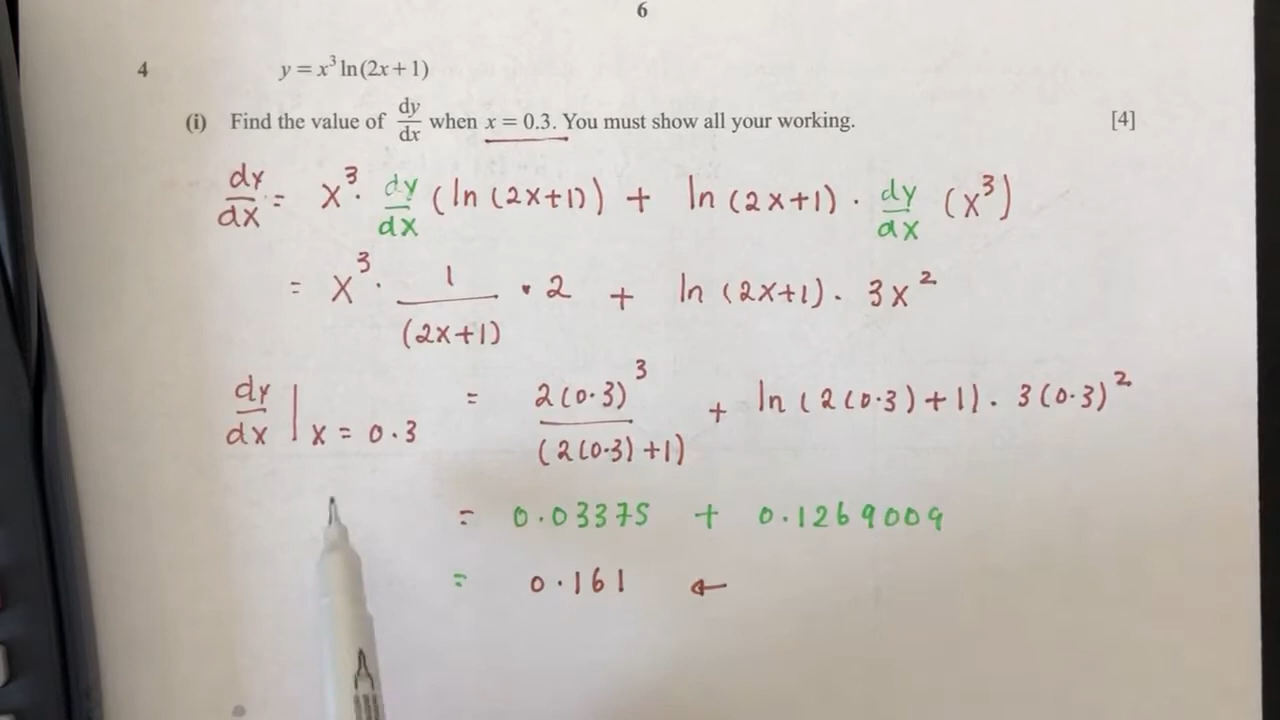 6
4 y = x³ ln(2x + 1)
(i) Find the value of dy/dx when x = 0.3. You must show all your working. [4]
dy/dx = x³ · dy/dx (ln (2x+1)) + ln (2x+1) · dy/dx (x³)
= x³ · 1/(2x+1) · 2 + ln (2x+1) · 3x²
dy/dx | x = 0.3 = 2(0.3)³/(2(0.3)+1) + ln (2(0.3)+1) · 3(0.3)²
= 0.03375 + 0.1269009
= 0.161 ←